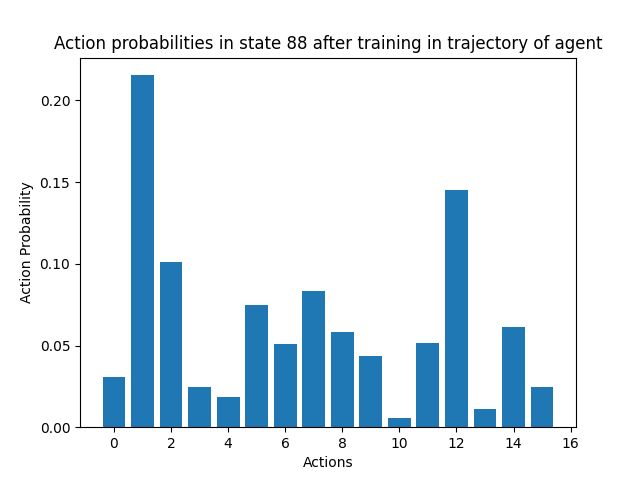 Action probabilities in state 88 after training in trajectory of agent
0.20
0.15
0.10
0.05
0.00
Action Probability
0 2 4 6 8 10 12 14 16
Actions